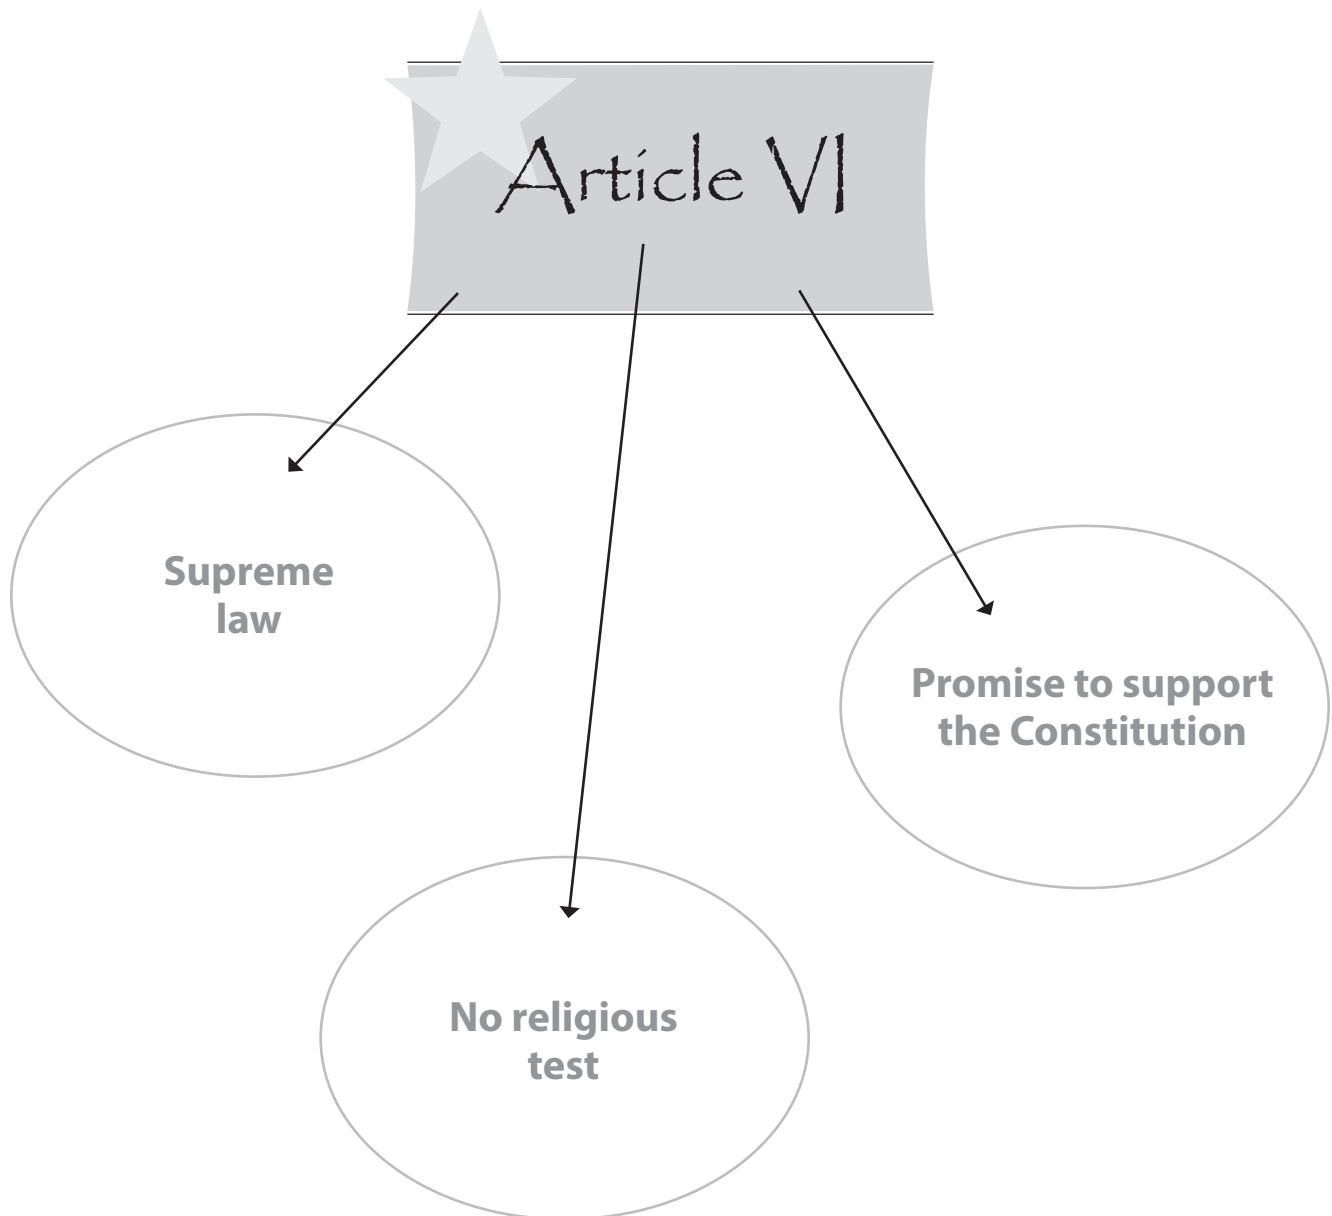 Article VI
Supreme
law
Promise to support
the Constitution
No religious
test